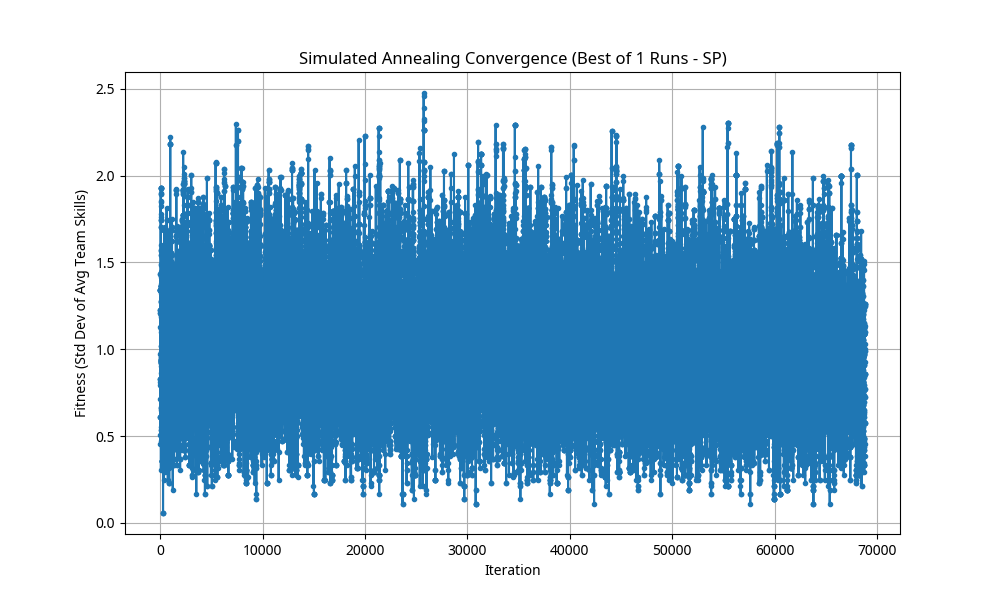 Simulated Annealing Convergence (Best of 1 Runs - SP)
Fitness (Std Dev of Avg Team Skills)
2.5
2.0
1.5
1.0
0.5
0.0
0 10000 20000 30000 40000 50000 60000 70000
Iteration